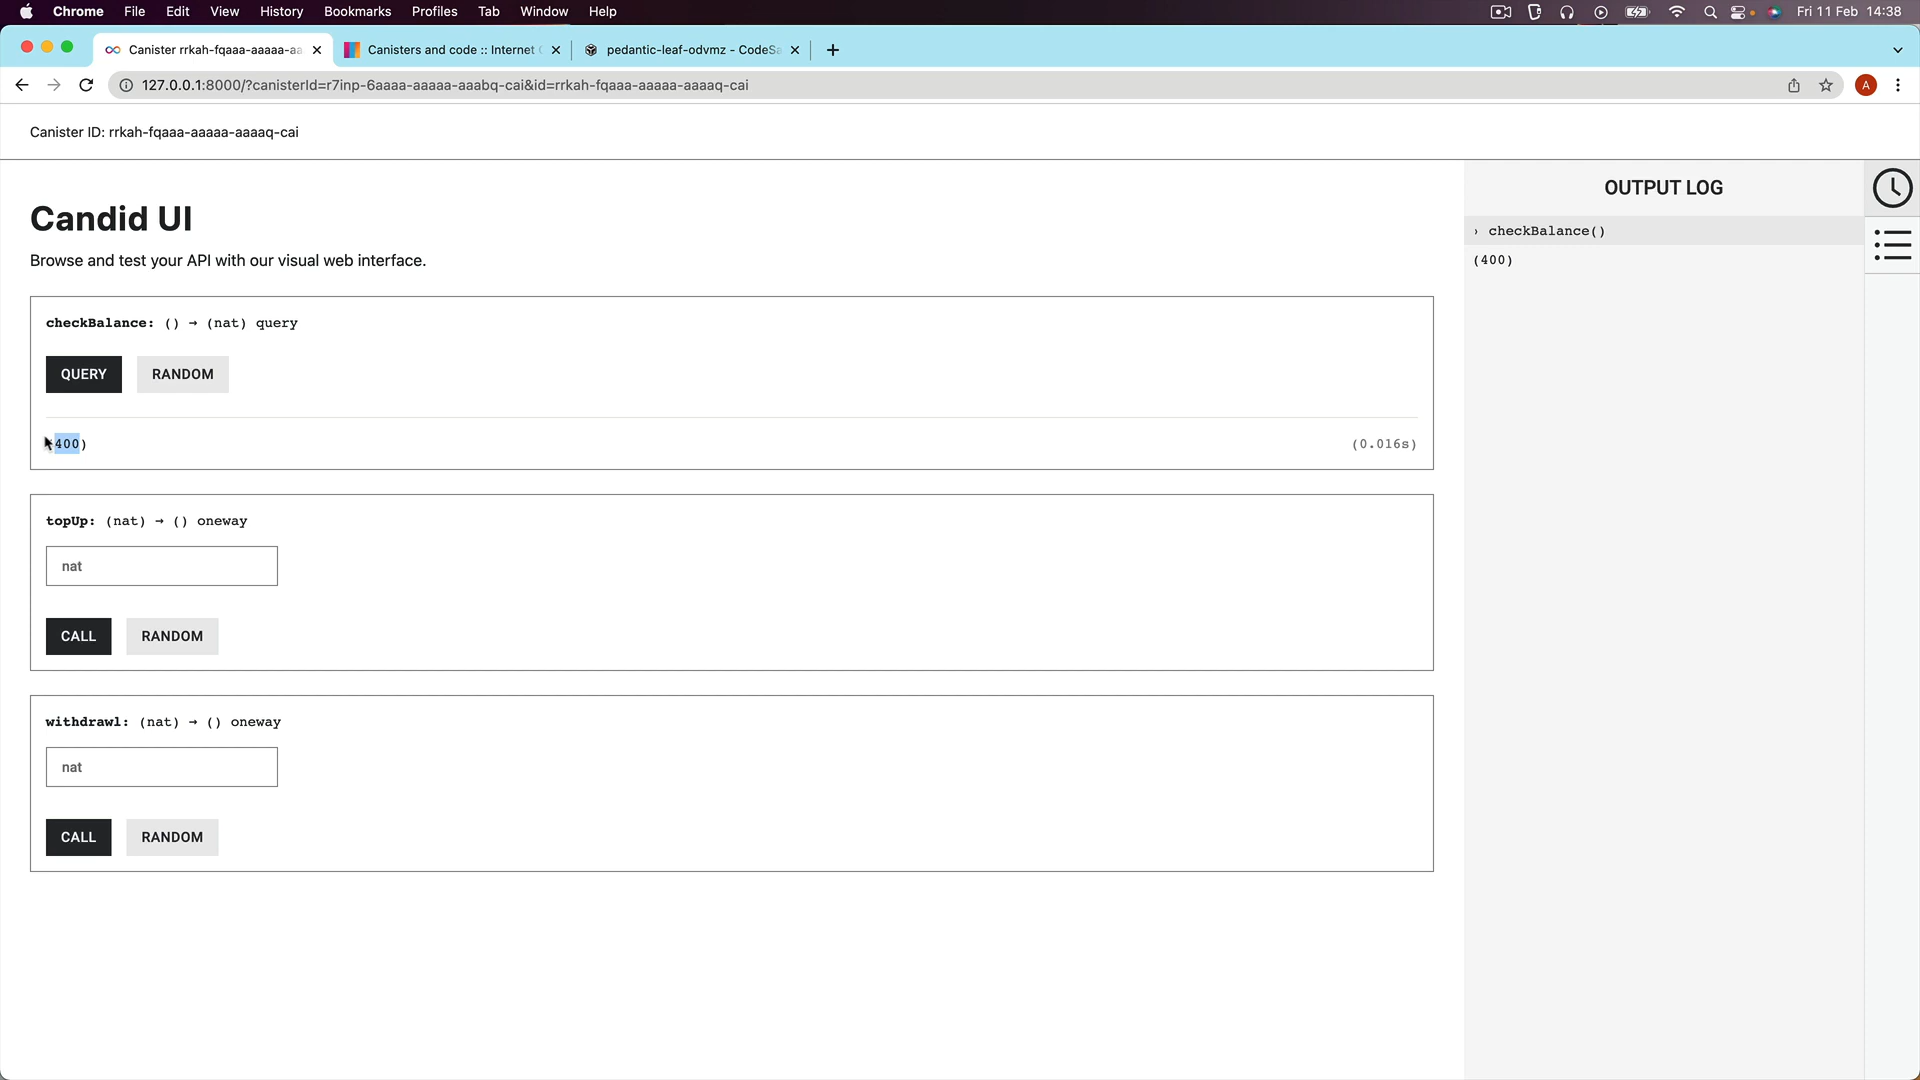 Chrome File Edit View History Bookmarks Profiles Tab Window Help Fri 11 Feb 14:38
Canister rrkah-fqaaa-aaaaa-aa Canisters and code :: Internet pedantic-leaf-odvmz - CodeSa
127.0.0.1:8000/?canisterId=r7inp-6aaaa-aaaaa-aaabq-cai&id=rrkah-fqaaa-aaaaa-aaaaq-cai A
Canister ID: rrkah-fqaaa-aaaaa-aaaaq-cai
Candid UI
Browse and test your API with our visual web interface.
checkBalance: () → (nat) query
QUERY RANDOM
400) (0.016s)
topUp: (nat) → () oneway
nat
CALL RANDOM
withdrawl: (nat) → () oneway
nat
CALL RANDOM
OUTPUT LOG
› checkBalance()
(400)